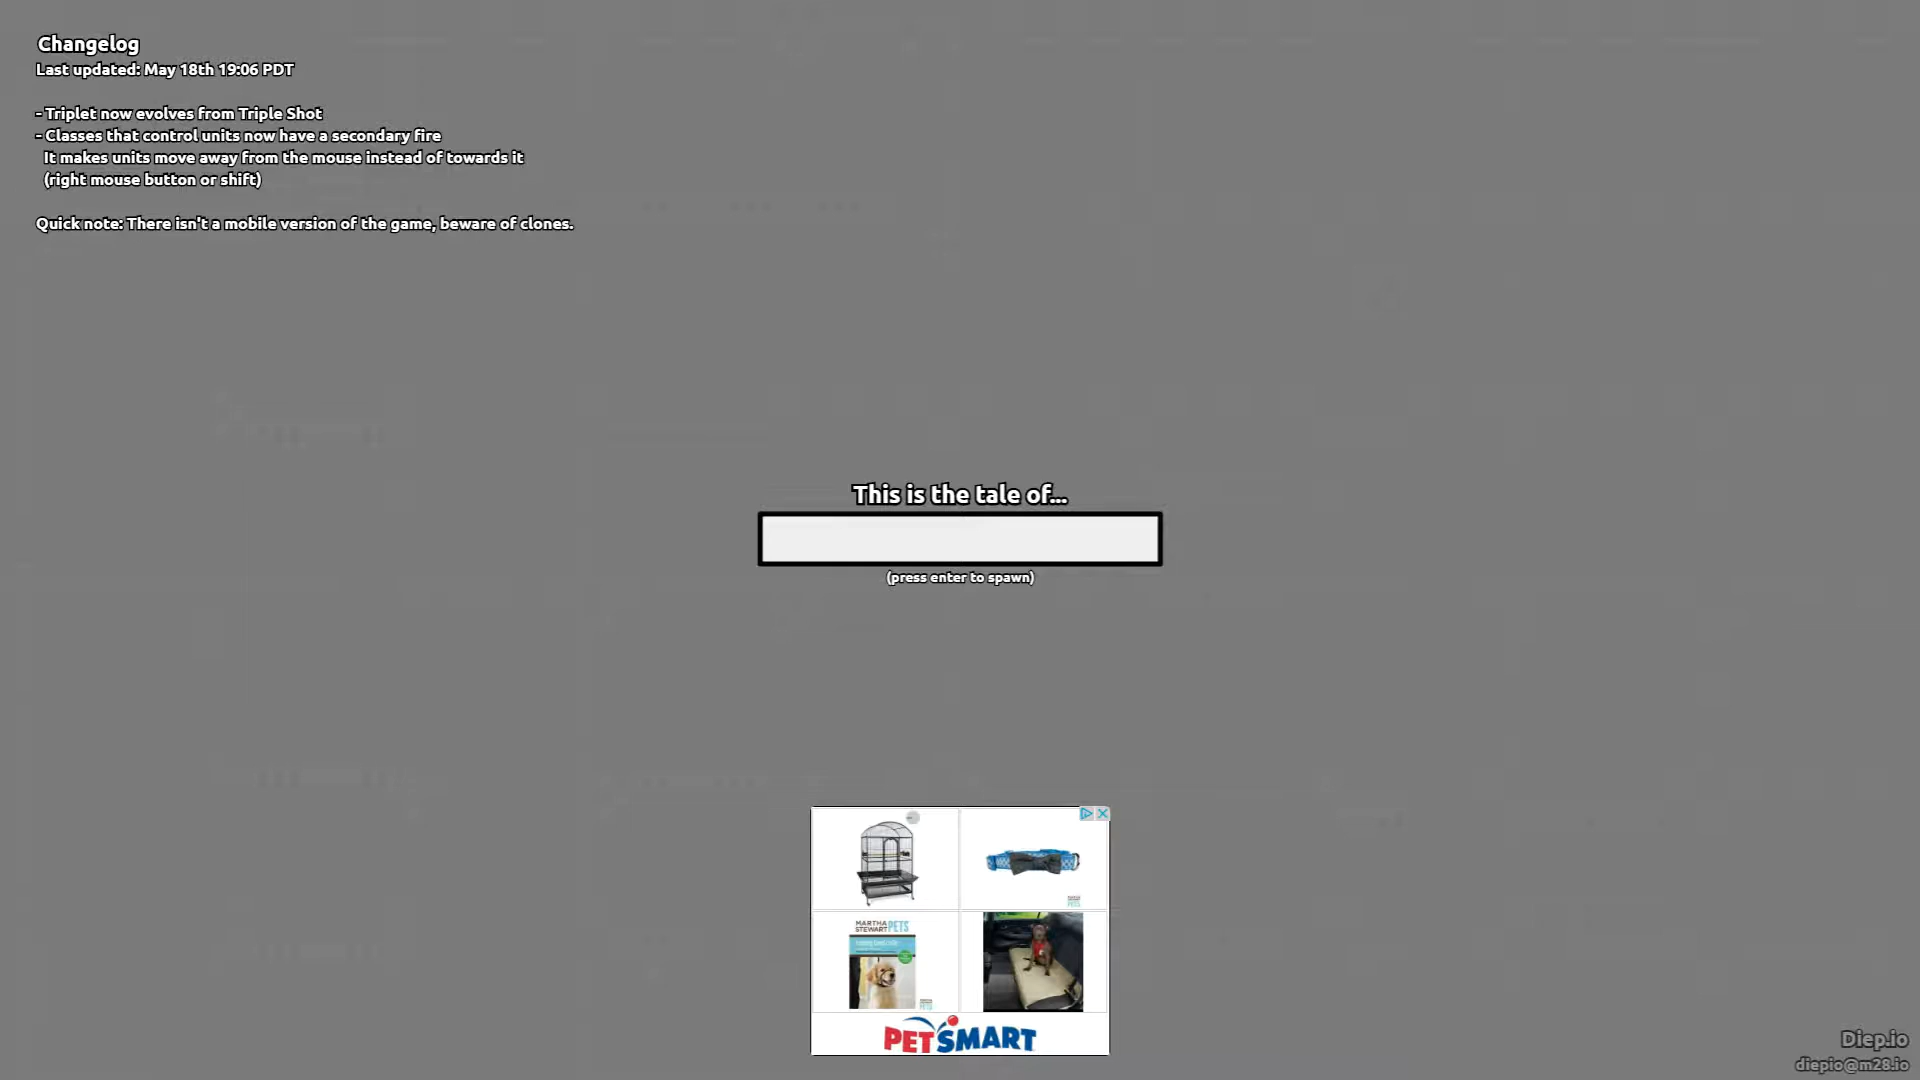 Changelog
Last updated: May 18th 19:06 PDT
- Triplet now evolves from Triple Shot
- Classes that control units now have a secondary fire
It makes units move away from the mouse instead of towards it
(right mouse button or shift)
Quick note: There isn't a mobile version of the game, beware of clones.
This is the tale of...
(press enter to spawn)
MARTHA
STEWART PETS
PETSMART
Diep.io
diepio@m28.io